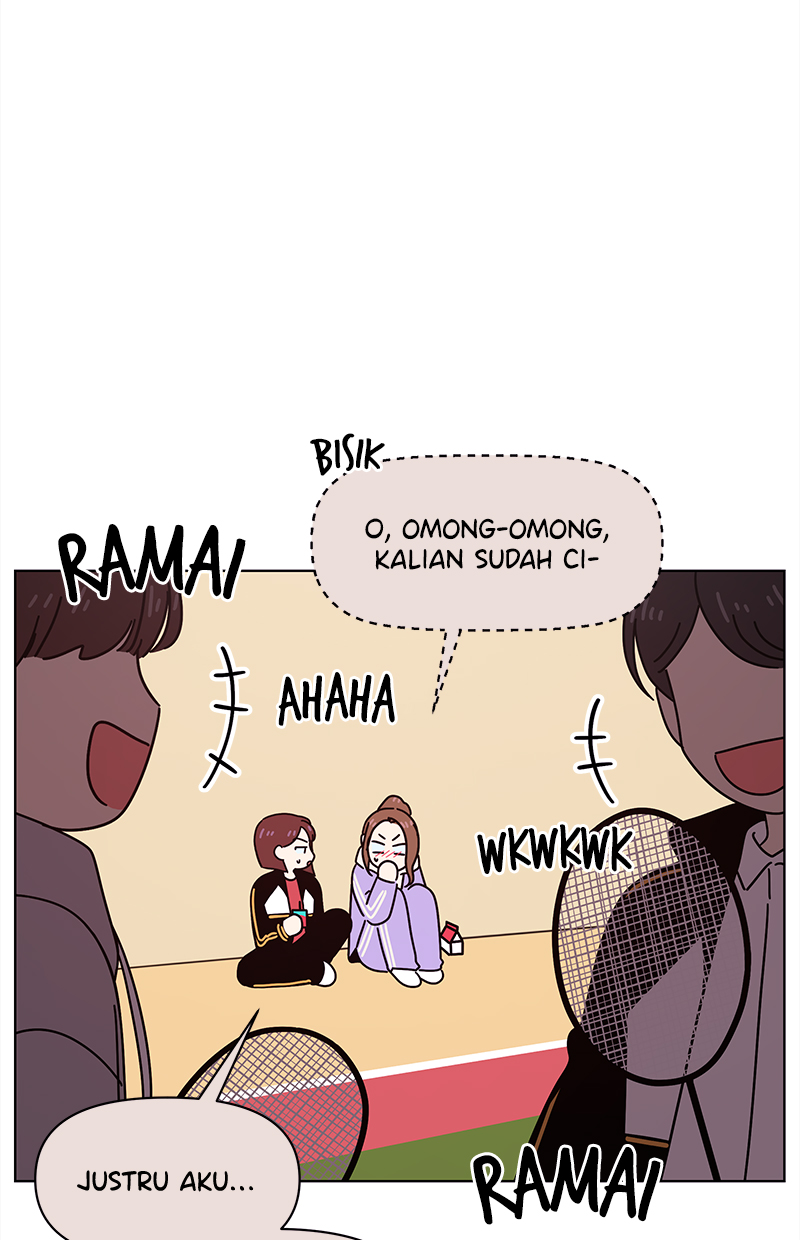 BISIK
O, OMONG-OMONG,
KALIAN SUDAH CI-
RAMAI
AHAHA
WKWKWK
RAMAI
JUSTRU AKU...